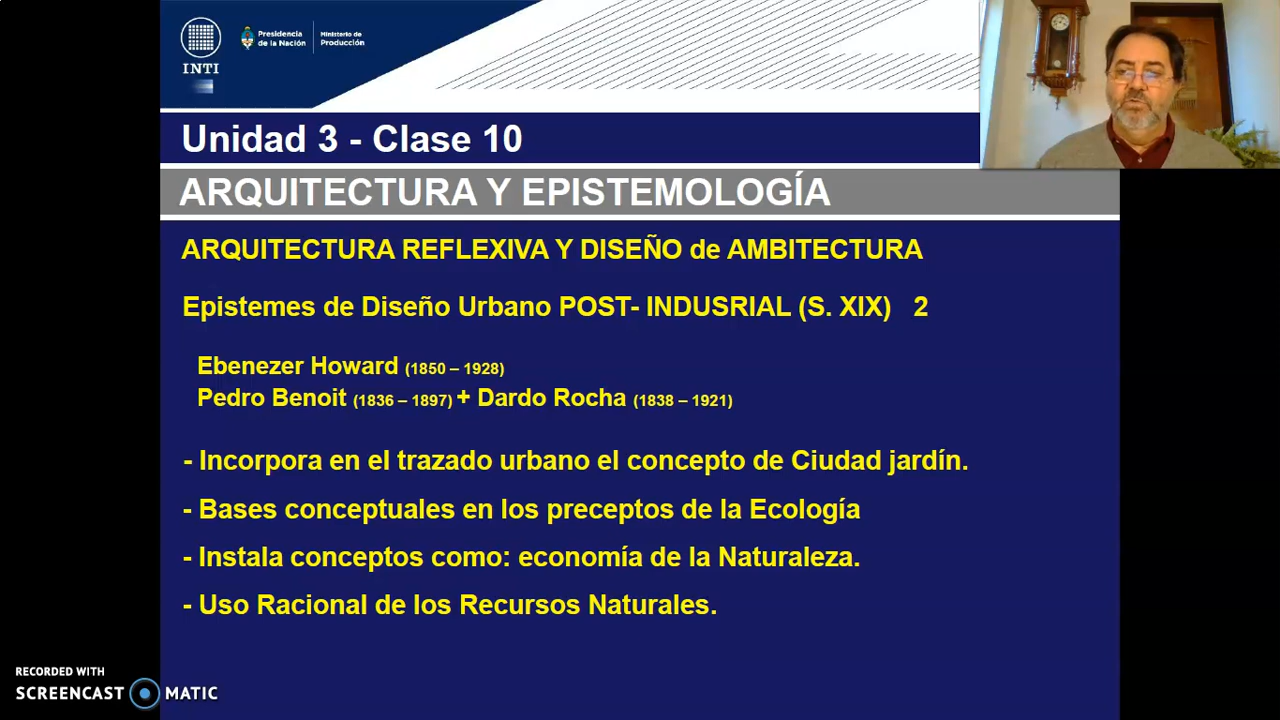 INTI
Presidencia
de la Nación
Ministerio de
Producción
Unidad 3 - Clase 10
ARQUITECTURA Y EPISTEMOLOGÍA
ARQUITECTURA REFLEXIVA Y DISEÑO de AMBITECTURA
Epistemes de Diseño Urbano POST- INDUSRIAL (S. XIX) 2
Ebenezer Howard (1850 – 1928)
Pedro Benoit (1836 – 1897) + Dardo Rocha (1838 – 1921)
- Incorpora en el trazado urbano el concepto de Ciudad jardín.
- Bases conceptuales en los preceptos de la Ecología
- Instala conceptos como: economía de la Naturaleza.
- Uso Racional de los Recursos Naturales.
RECORDED WITH
SCREENCAST MATIC